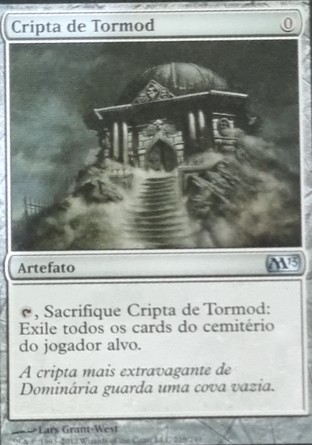 Cripta de Tormod 0
Artefato M13
, Sacrifique Cripta de Tormod:
Exile todos os cards do cemitério
do jogador alvo.
A cripta mais extravagante de
Dominária guarda uma cova vazia.
Lars Grant-West